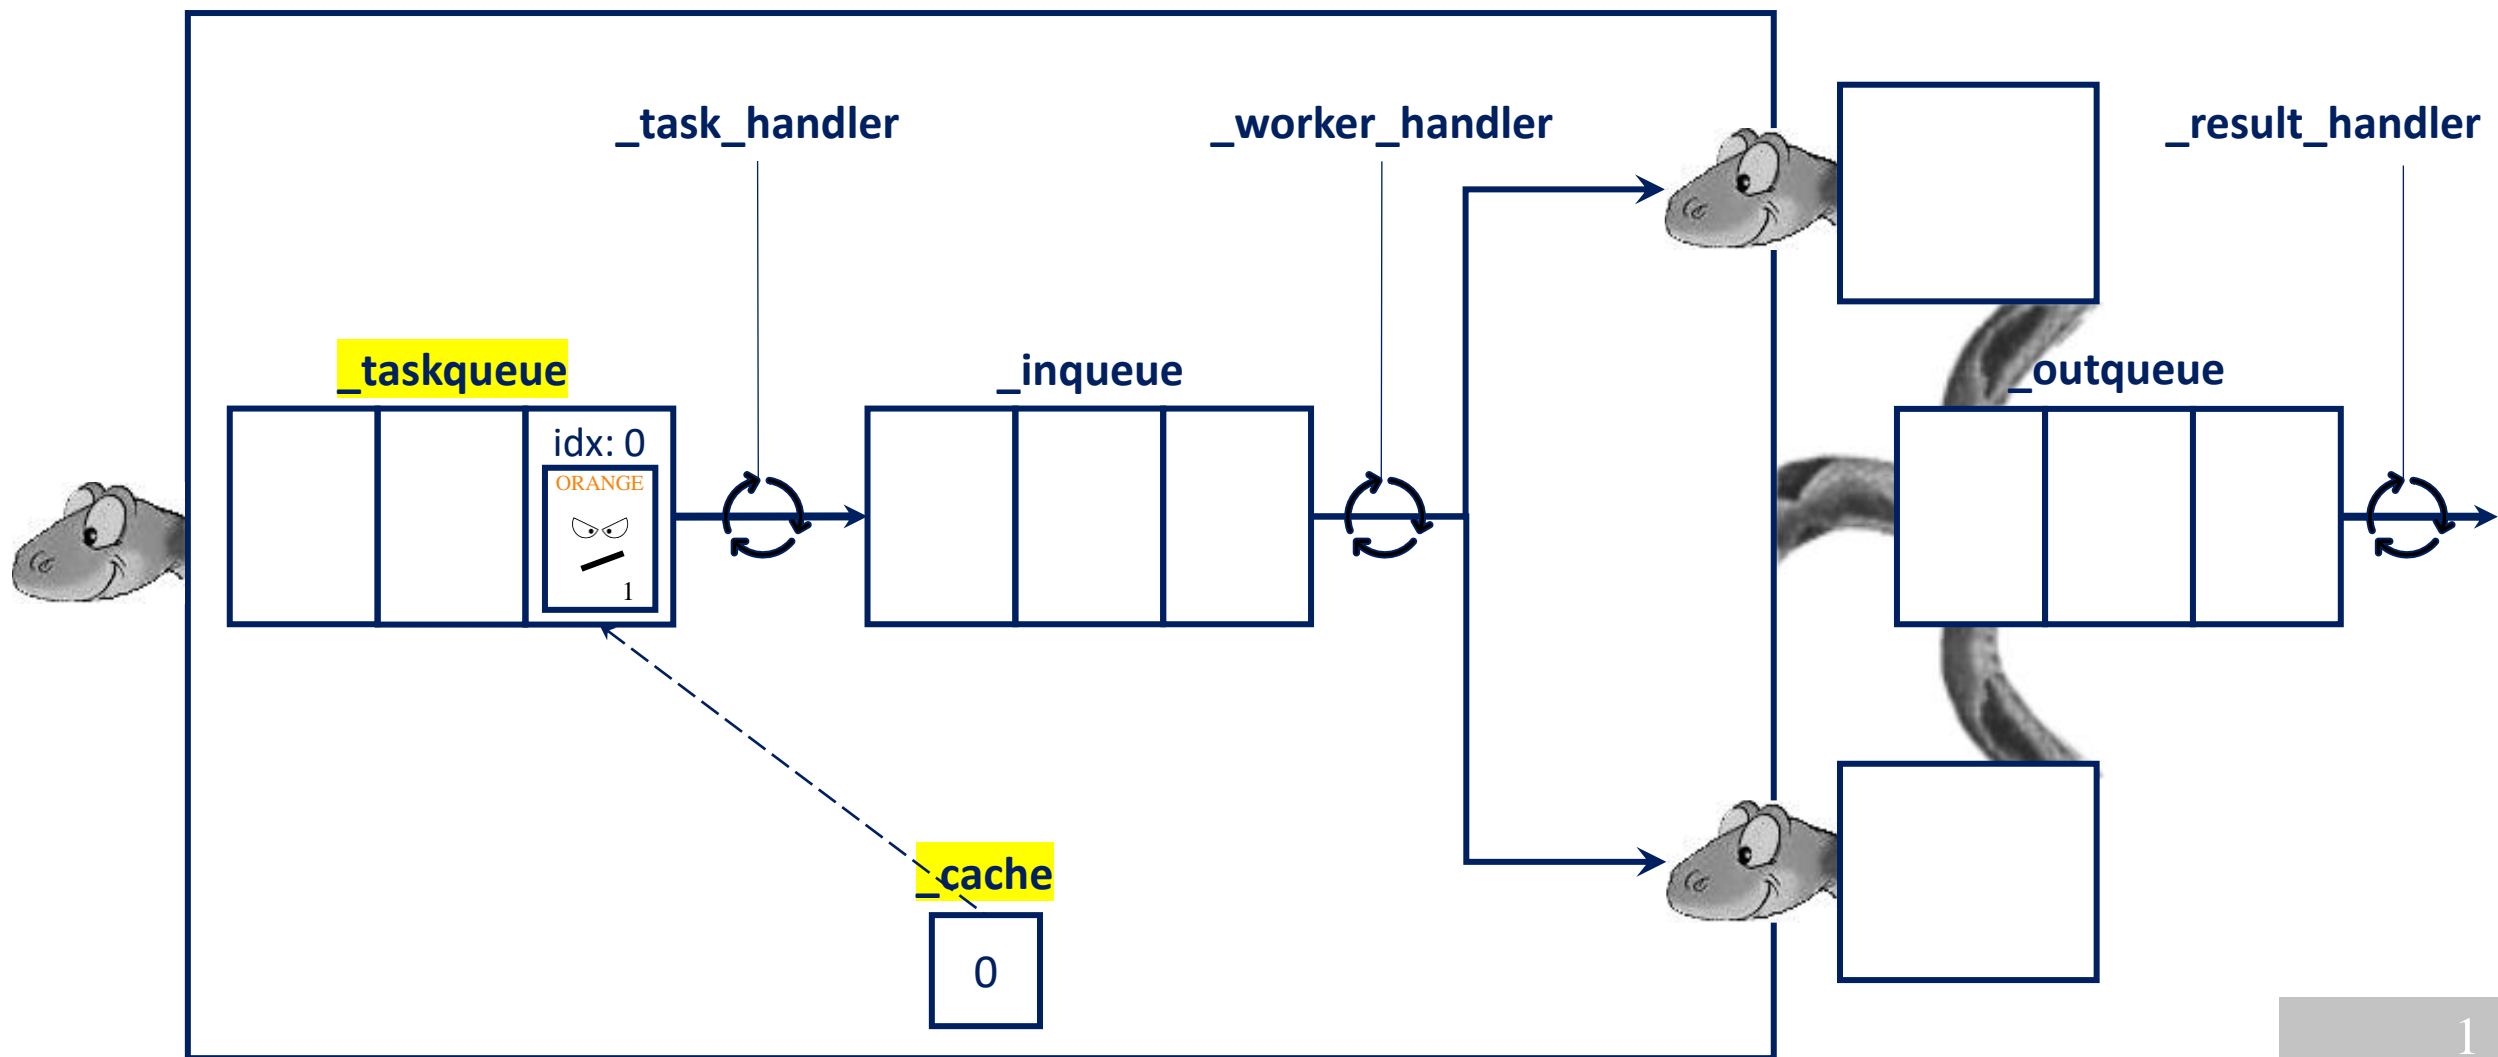 _task_handler
_worker_handler
_result_handler
_taskqueue
_inqueue
_outqueue
idx: 0
ORANGE
1
_cache
0
1